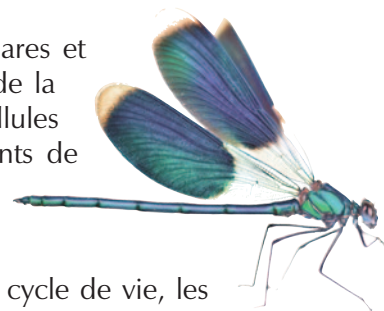 ares et
de la
llules
nts de
cycle de vie, les